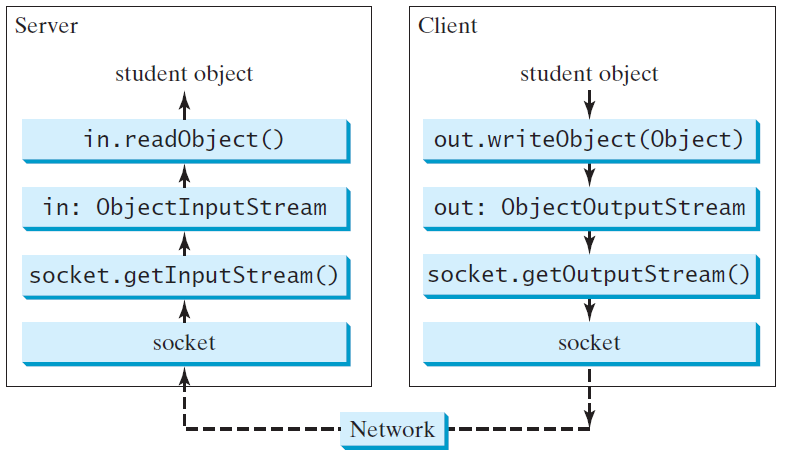 Server
student object
in.readObject()
in: ObjectInputStream
socket.getInputStream()
socket
Client
student object
out.writeObject(Object)
out: ObjectOutputStream
socket.getOutputStream()
socket
Network